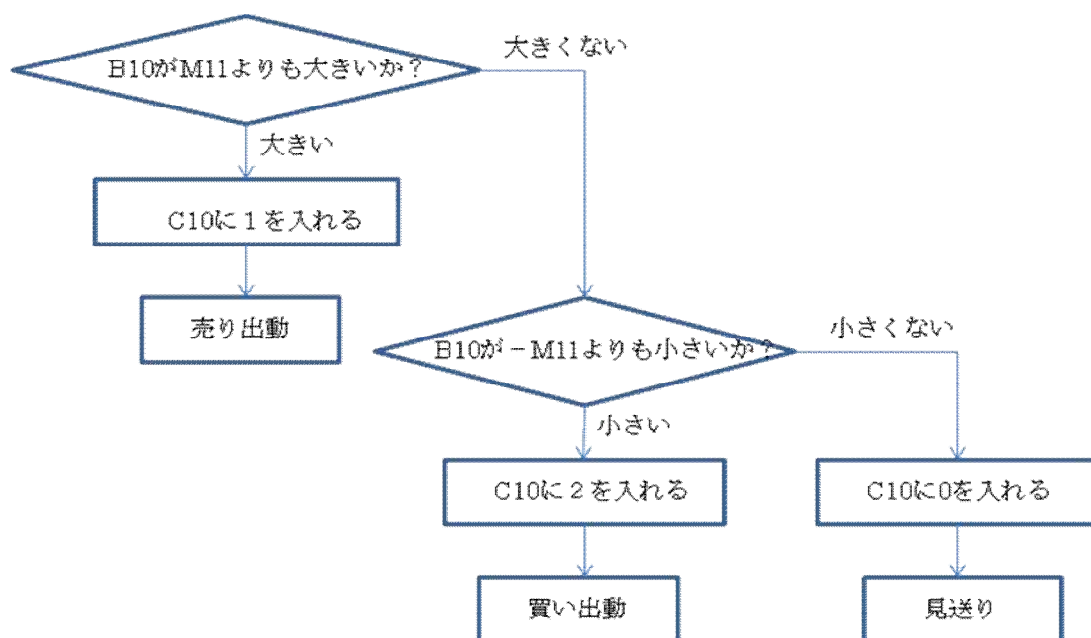 B10がM11よりも大きいか？
大きくない
大きい
C10に１を入れる
売り出動
B10が－M11よりも小さいか？
小さくない
小さい
C10に２を入れる
C10に0を入れる
買い出動
見送り